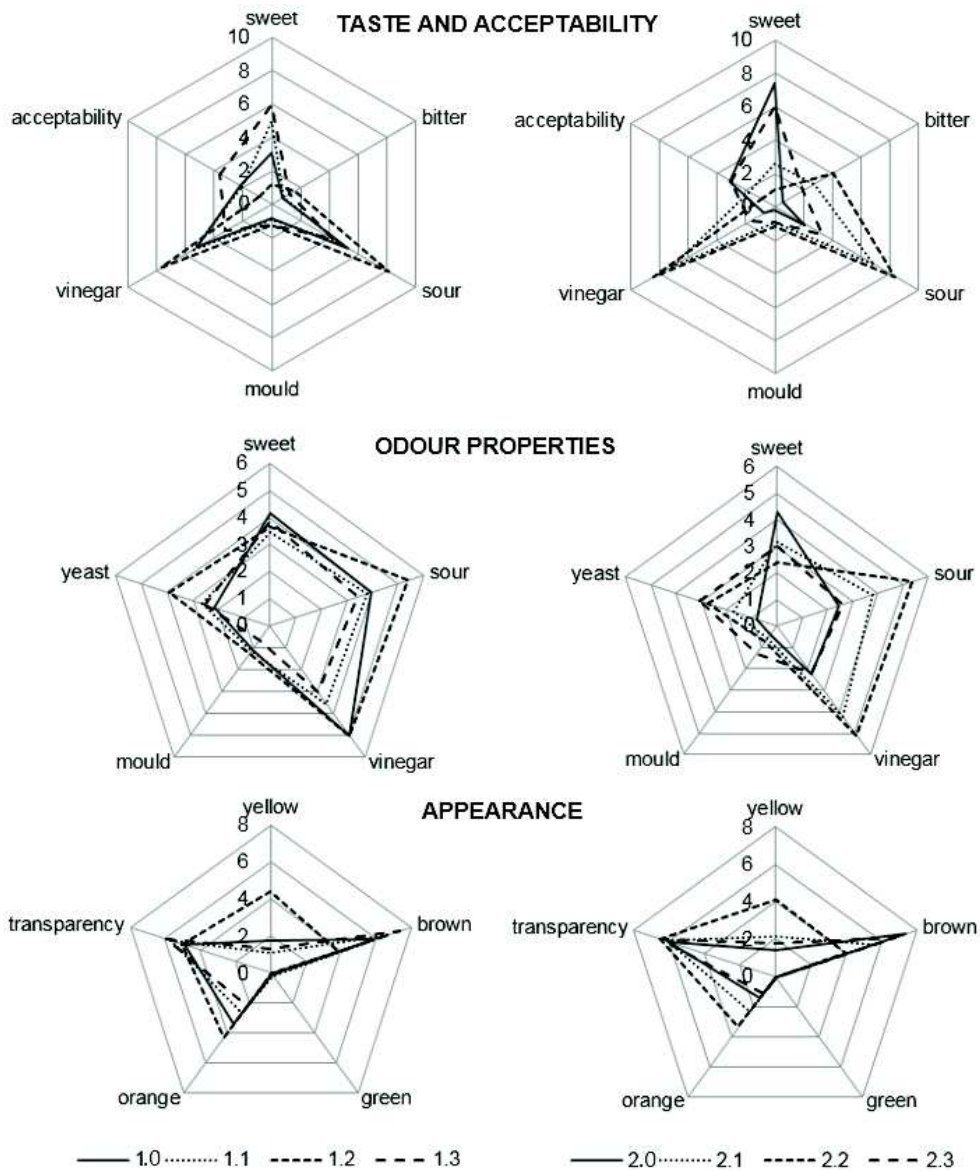 TASTE AND ACCEPTABILITY
sweet
10
8
6
4
2
0
acceptability
bitter
vinegar
sour
mould
sweet
10
8
6
4
2
0
acceptability
bitter
vinegar
sour
mould
ODOUR PROPERTIES
sweet
6
5
4
3
2
1
0
yeast
sour
mould
vinegar
sweet
6
5
4
3
2
1
0
yeast
sour
mould
vinegar
APPEARANCE
yellow
8
6
4
2
0
transparency
brown
orange
green
yellow
8
6
4
2
0
transparency
brown
orange
green
1.0 1.1 1.2 1.3
2.0 2.1 2.2 2.3